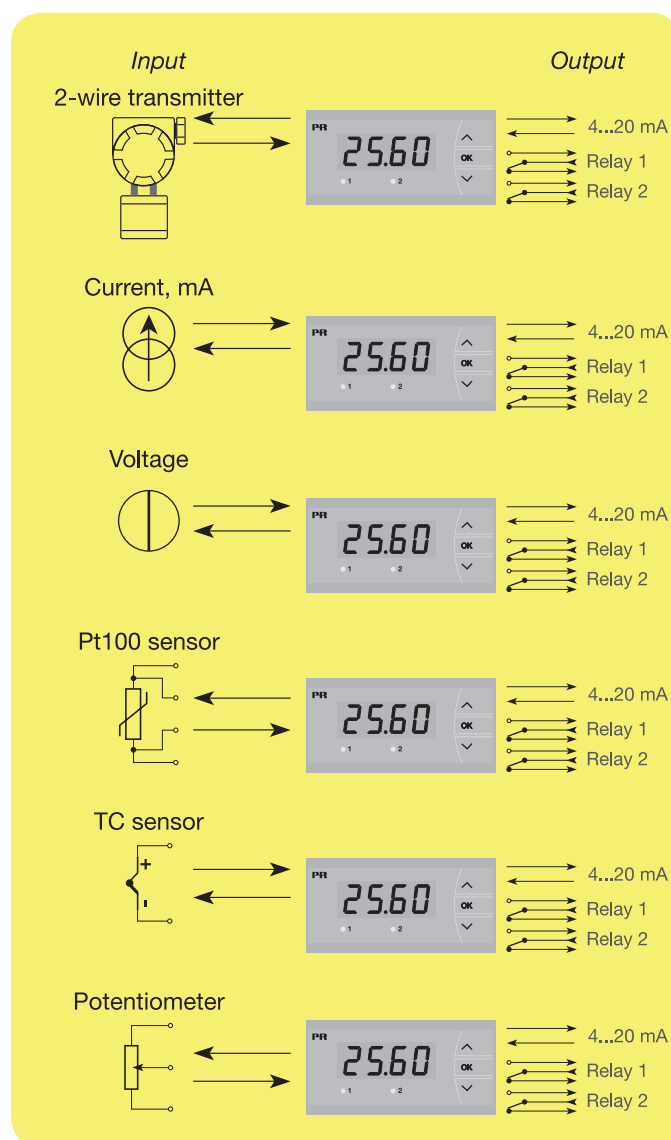 Input Output
2-wire transmitter
PR
25.60
OK
1 2
4...20 mA
Relay 1
Relay 2
Current, mA
PR
25.60
OK
1 2
4...20 mA
Relay 1
Relay 2
Voltage
PR
25.60
OK
1 2
4...20 mA
Relay 1
Relay 2
Pt100 sensor
PR
25.60
OK
1 2
4...20 mA
Relay 1
Relay 2
TC sensor
+
-
PR
25.60
OK
1 2
4...20 mA
Relay 1
Relay 2
Potentiometer
PR
25.60
OK
1 2
4...20 mA
Relay 1
Relay 2